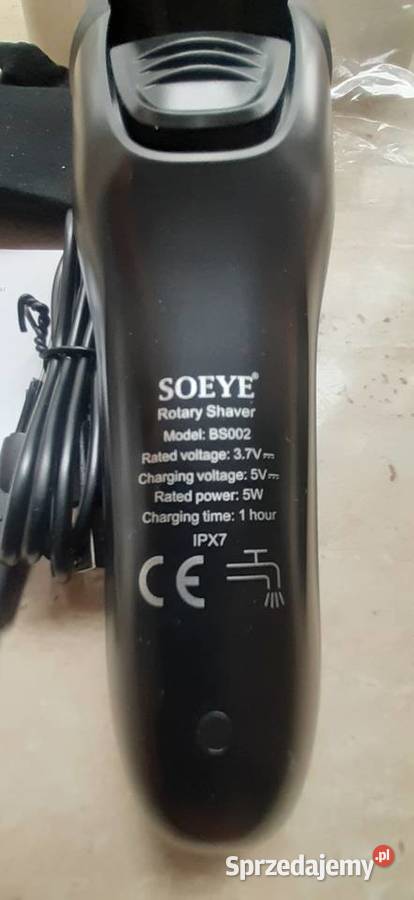 SOEYE®
Rotary Shaver
Model: BS002
Rated voltage: 3.7V⎓
Charging voltage: 5V⎓
Rated power: 5W
Charging time: 1 hour
IPX7
CE
Sprzedajemy.pl